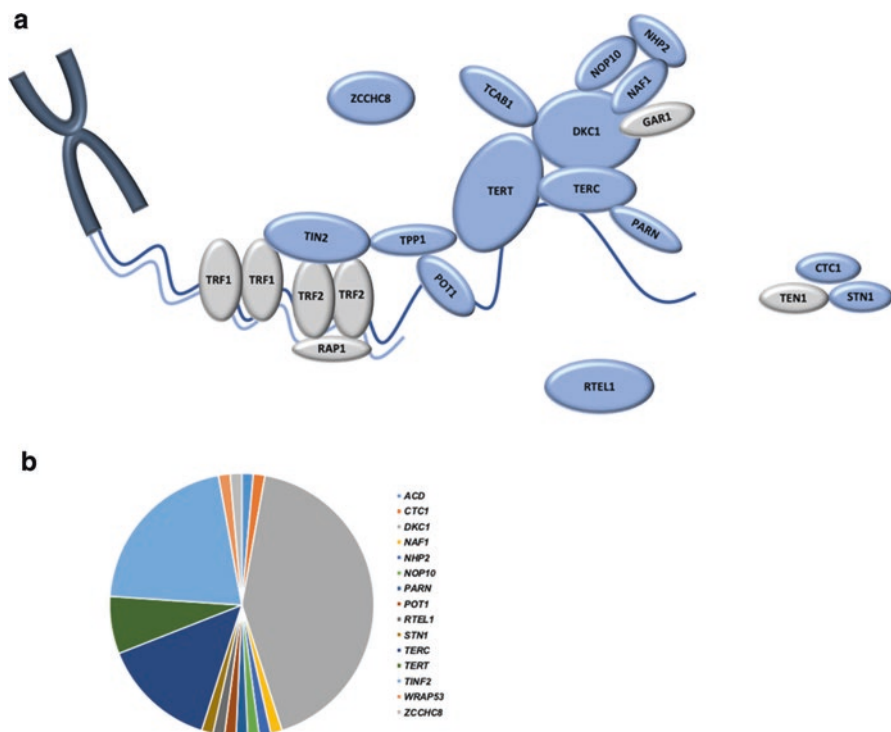 a
NHP2
NOP10
ZCCHC8
TCAB1
NAF1
GAR1
DKC1
TERT
TERC
PARN
TIN2
TPP1
TRF1
TRF1
TRF2
TRF2
POT1
RAP1
CTC1
TEN1
STN1
RTEL1
b
ACD
CTC1
DKC1
NAF1
NHP2
NOP10
PARN
POT1
RTEL1
STN1
TERC
TERT
TINF2
WRAP53
ZCCHC8